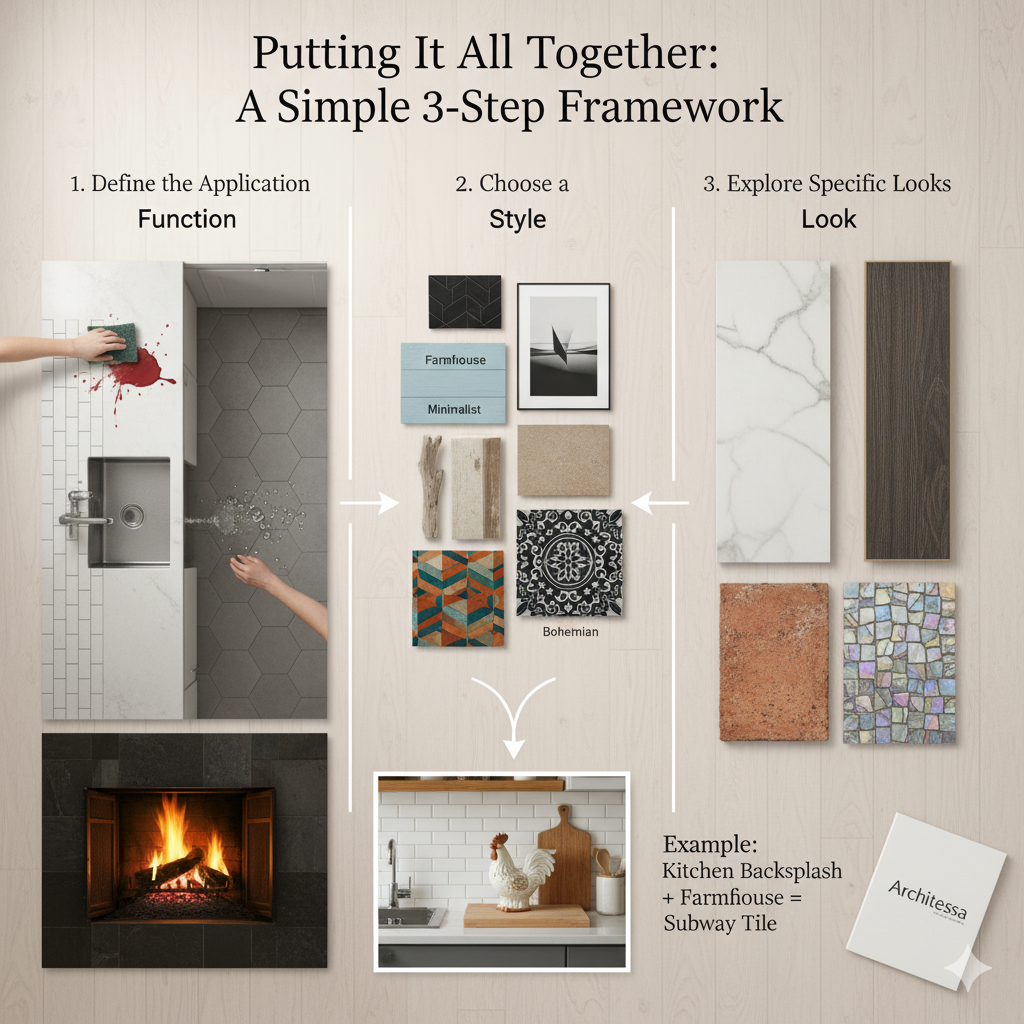 Putting It All Together:
A Simple 3-Step Framework
1. Define the Application
Function
2. Choose a
Style
3. Explore Specific Looks
Look
Farmfiouse
Minimalist
Bohemian
Example:
Kitchen Backsplash
+ Farmfiouse =
Subway Tile
Architessa